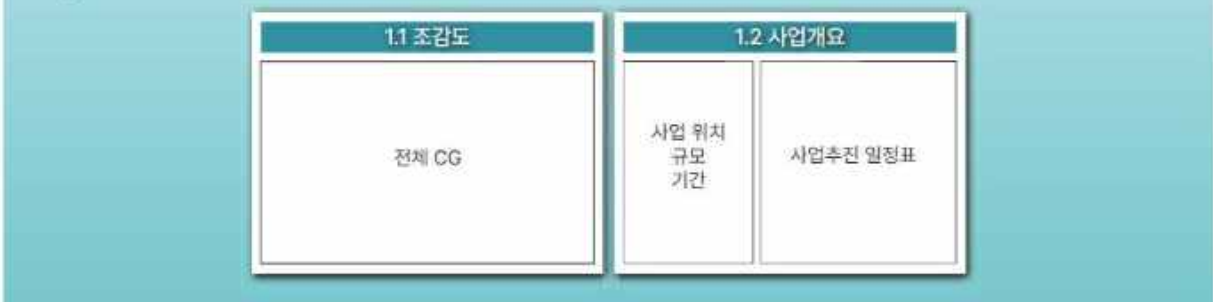 1.1 조감도
전체 CG
1.2 사업개요
사업 위치
규모
기간
사업추진 일정표